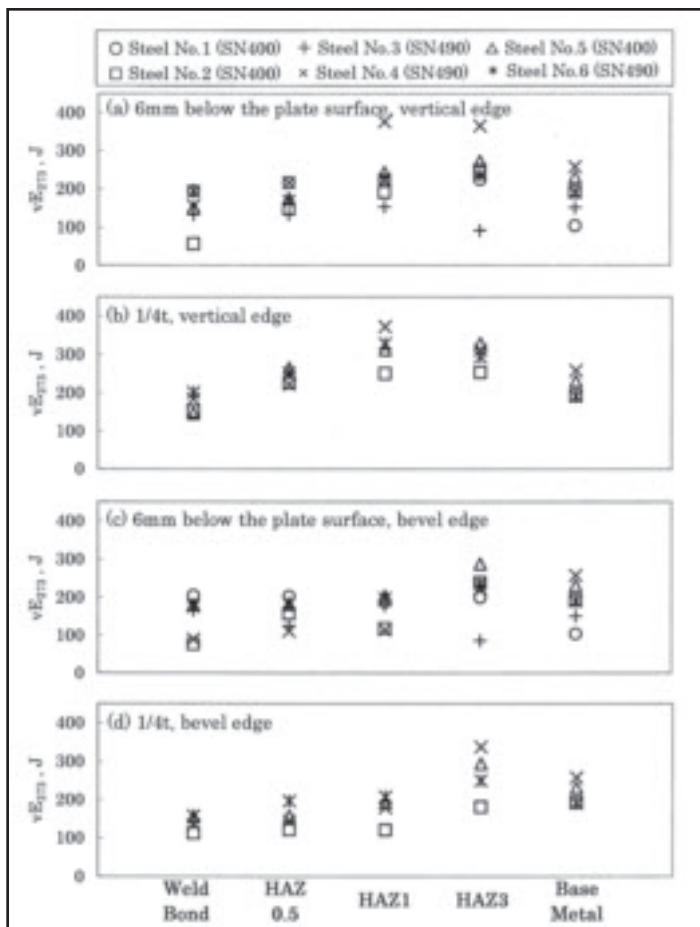 ○ Steel No.1 (SN400) + Steel No.3 (SN490) △ Steel No.5 (SN400)
□ Steel No.2 (SN400) × Steel No.4 (SN490) * Steel No.6 (SN490)
(a) 6mm below the plate surface, vertical edge
400
300
200
100
0
vE273, J
(b) 1/4t, vertical edge
400
300
200
100
0
vE273, J
(c) 6mm below the plate surface, bevel edge
400
300
200
100
0
vE273, J
(d) 1/4t, bevel edge
400
300
200
100
0
vE273, J
Weld HAZ HAZ1 HAZ3 Base
Bond 0.5 Metal